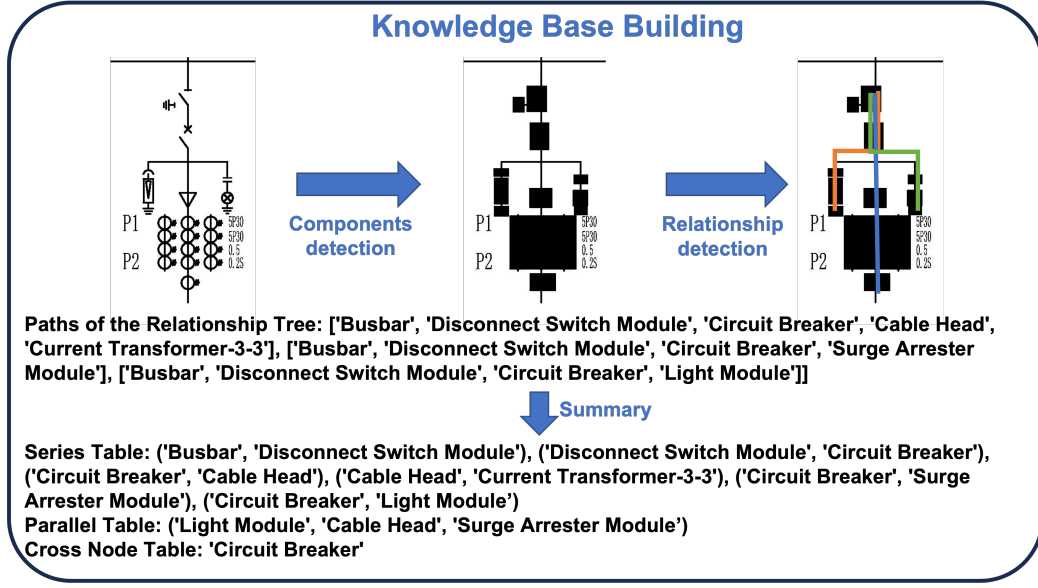 Knowledge Base Building
P1
P2
5P30
5P30
0.5
0.2S
Components
detection
P1
P2
5P30
5P30
0.5
0.2S
Relationship
detection
P1
P2
5P30
5P30
0.5
0.2S
Paths of the Relationship Tree: ['Busbar', 'Disconnect Switch Module', 'Circuit Breaker', 'Cable Head',
'Current Transformer-3-3'], ['Busbar', 'Disconnect Switch Module', 'Circuit Breaker', 'Surge Arrester
Module'], ['Busbar', 'Disconnect Switch Module', 'Circuit Breaker', 'Light Module']]
Summary
Series Table: ('Busbar', 'Disconnect Switch Module'), ('Disconnect Switch Module', 'Circuit Breaker'),
('Circuit Breaker', 'Cable Head'), ('Cable Head', 'Current Transformer-3-3'), ('Circuit Breaker', 'Surge
Arrester Module'), ('Circuit Breaker', 'Light Module’)
Parallel Table: ('Light Module', 'Cable Head', 'Surge Arrester Module’)
Cross Node Table: 'Circuit Breaker'